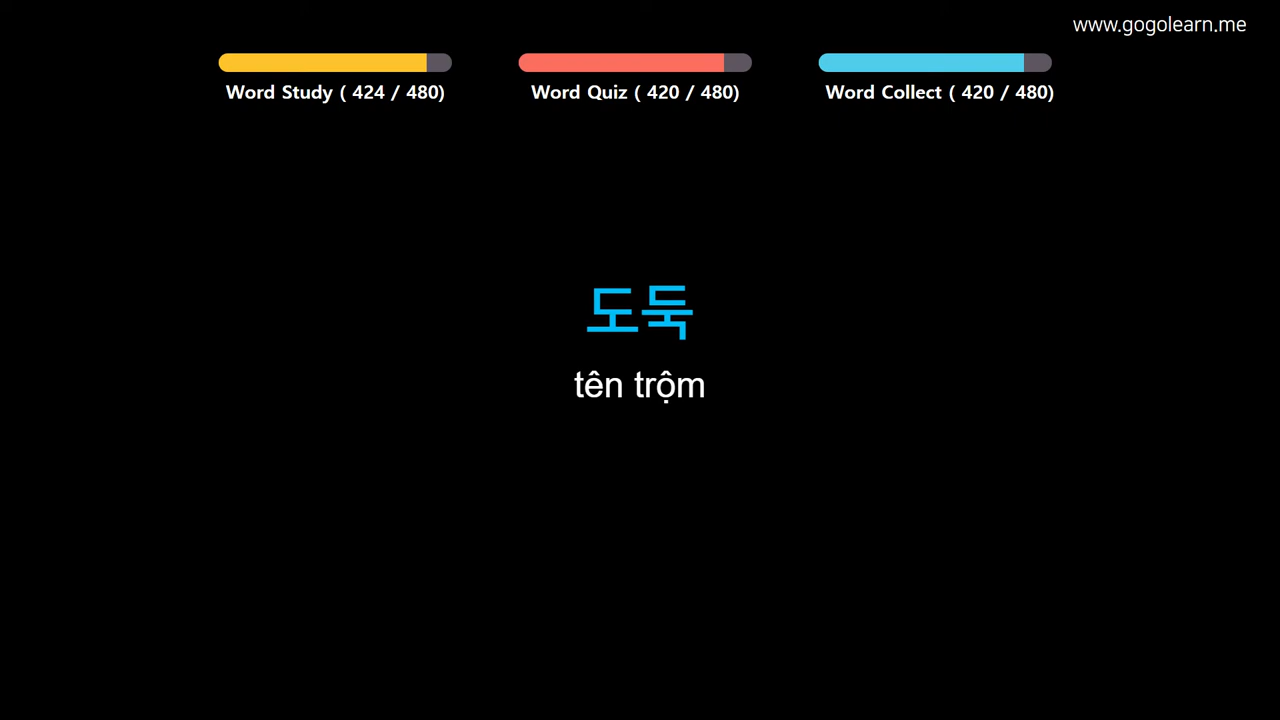 www.gogolearn.me
Word Study ( 424 / 480)
Word Quiz ( 420 / 480)
Word Collect ( 420 / 480)
도둑
tên trộm